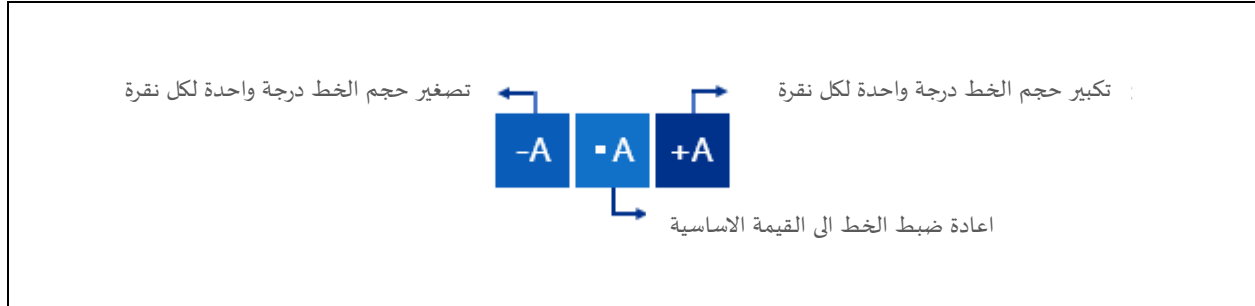 تكبير حجم الخط درجة واحدة لكل نقرة
تصغير حجم الخط درجة واحدة لكل نقرة
+A
▪ A
-A
اعادة ضبط الخط الى القيمة الاساسية